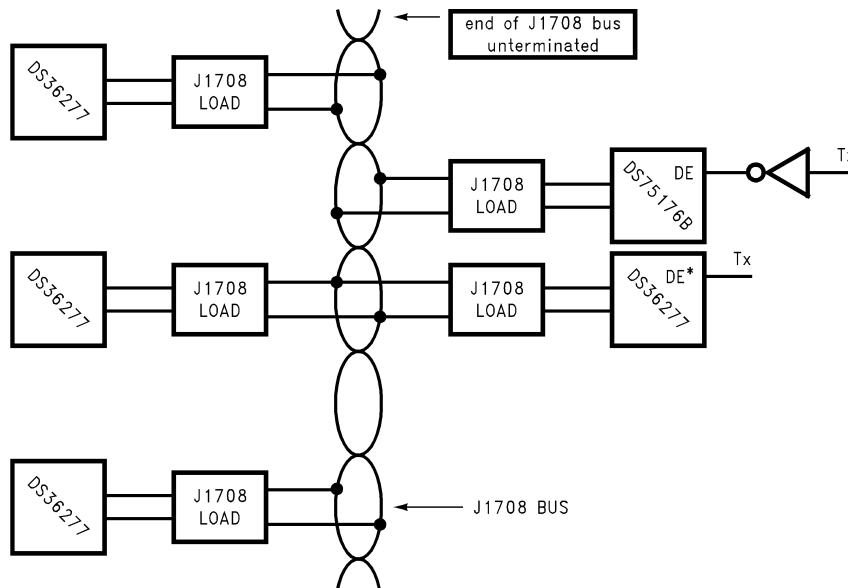 end of J1708 bus
unterminated
DS36277
J1708
LOAD
J1708
LOAD
DS75176B
DE
DS36277
J1708
LOAD
J1708
LOAD
DS36277
DE*
Tx
DS36277
J1708
LOAD
J1708 BUS